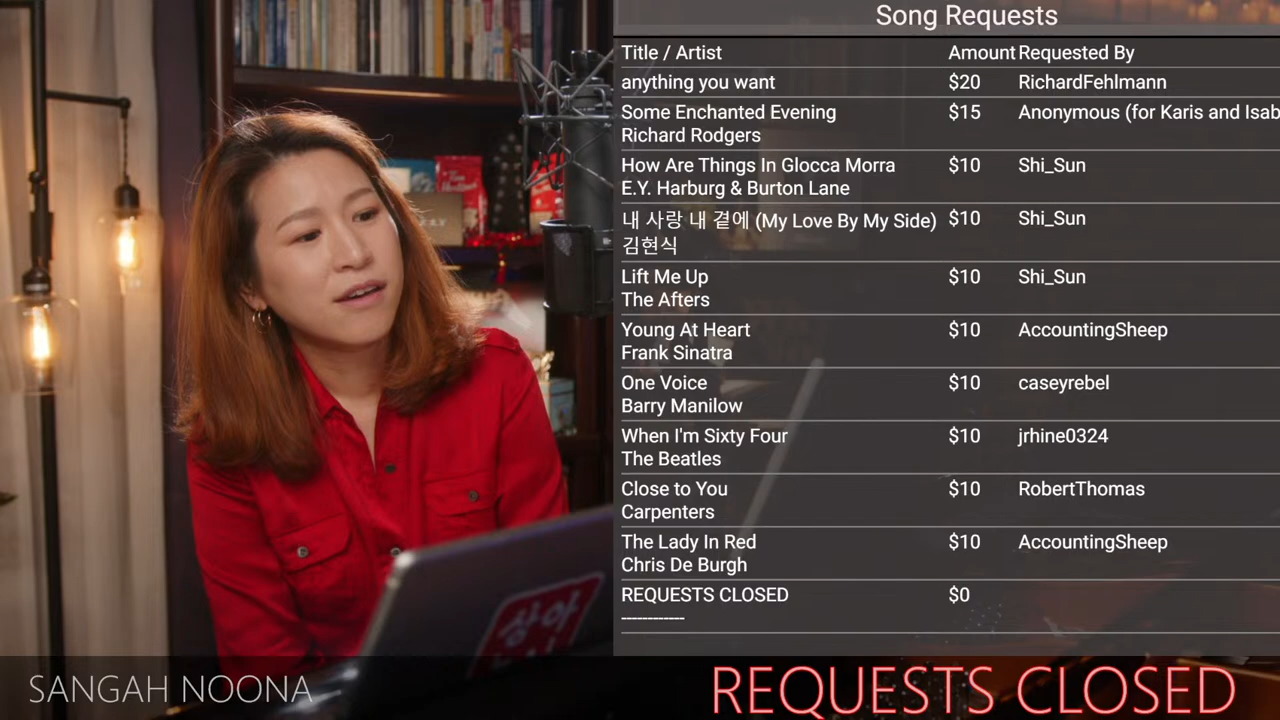 Song Requests
Title / Artist Amount Requested By
anything you want $20 RichardFehlmann
Some Enchanted Evening $15 Anonymous (for Karis and Isab
Richard Rodgers
How Are Things In Glocca Morra $10 Shi_Sun
E.Y. Harburg & Burton Lane
내 사랑 내 곁에 (My Love By My Side) $10 Shi_Sun
김현식
Lift Me Up $10 Shi_Sun
The Afters
Young At Heart $10 AccountingSheep
Frank Sinatra
One Voice $10 caseyrebel
Barry Manilow
When I'm Sixty Four $10 jrhine0324
The Beatles
Close to You $10 RobertThomas
Carpenters
The Lady In Red $10 AccountingSheep
Chris De Burgh
REQUESTS CLOSED $0
------------
상아
SANGAH NOONA
REQUESTS CLOSED